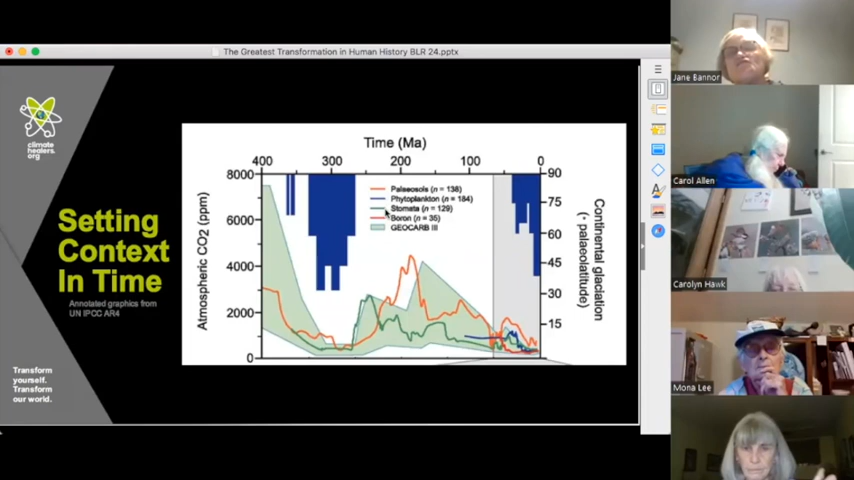 The Greatest Transformation in Human History BLR 24.pptx
climate
healers.
org
Setting
Context
In Time
Annotated graphics from
UN IPCC AR4
Transform
yourself.
Transform
our world.
Time (Ma)
400 300 200 100 0
8000
6000
4000
2000
0
Atmospheric CO2 (ppm)
Palaeosols (n = 138)
Phytoplankton (n = 184)
Stomata (n = 129)
Boron (n = 35)
GEOCARB III
90
75
60
45
30
15
Continental glaciation
(° palaeolatitude)
Jane Bannor
Carol Allen
Carolyn Hawk
Mona Lee